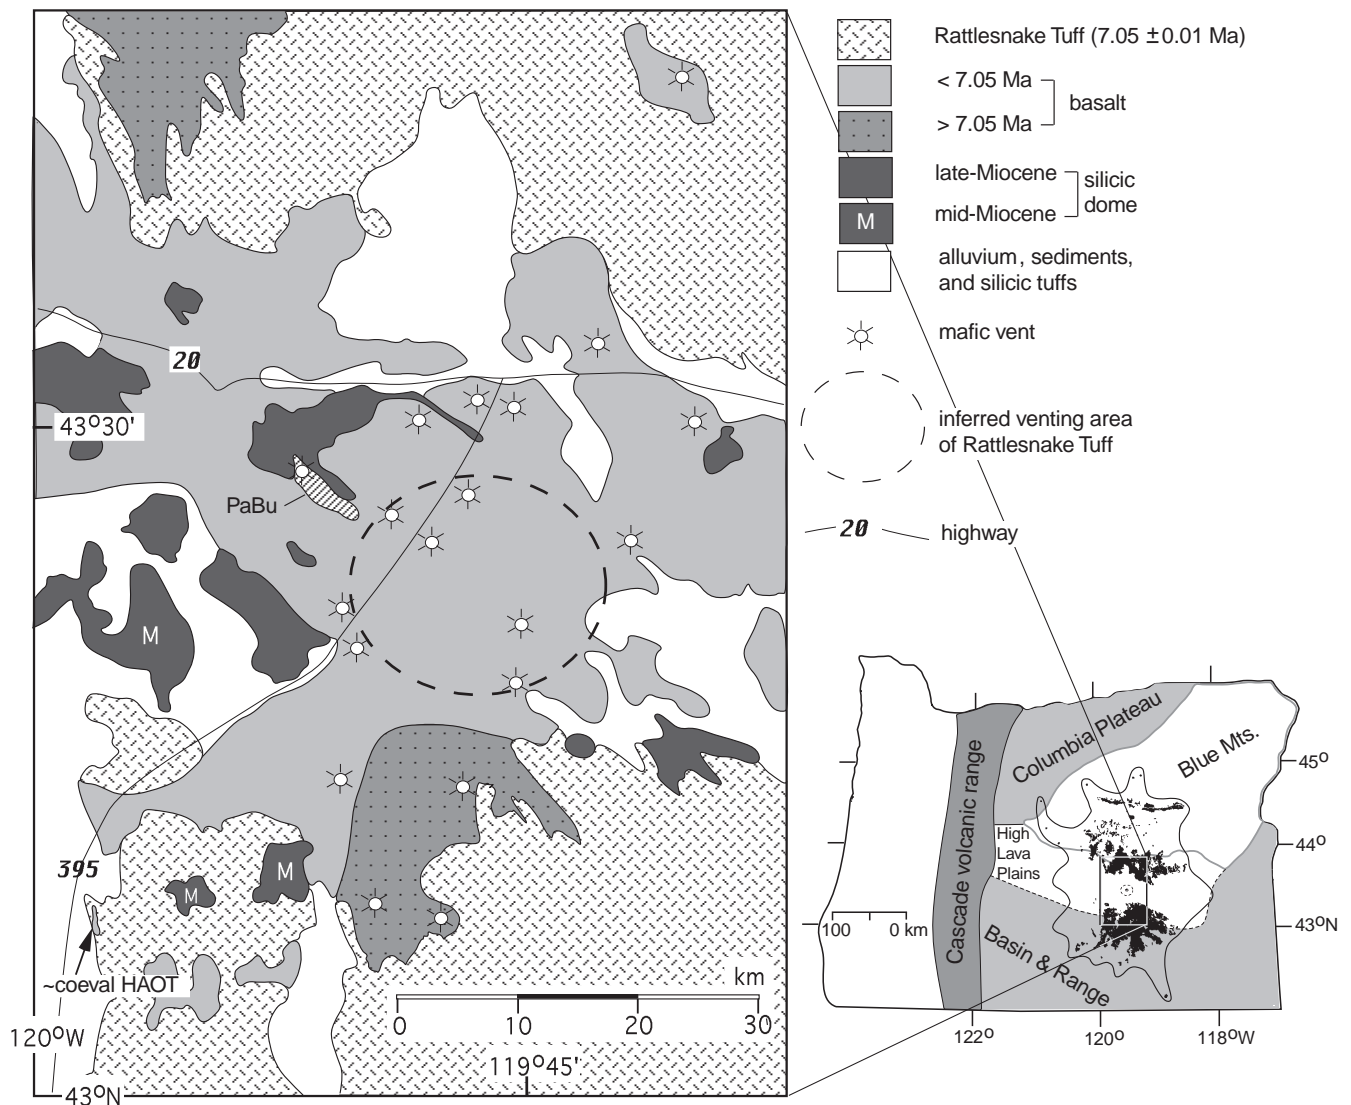 Rattlesnake Tuff (7.05 ±0.01 Ma)
< 7.05 Ma
basalt
> 7.05 Ma
late-Miocene
silicic
dome
M
mid-Miocene
alluvium, sediments,
and silicic tuffs
mafic vent
inferred venting area
of Rattlesnake Tuff
20
highway
20
43°30'
PaBu
M
395
M
M
~coeval HAOT
km
0
10
20
30
120°W
119°45'
43°N
Columbia Plateau
Blue Mts.
45°
Cascade volcanic range
High
Lava
Plains
44°
100
0 km
43°N
Basin & Range
122°
120°
118°W